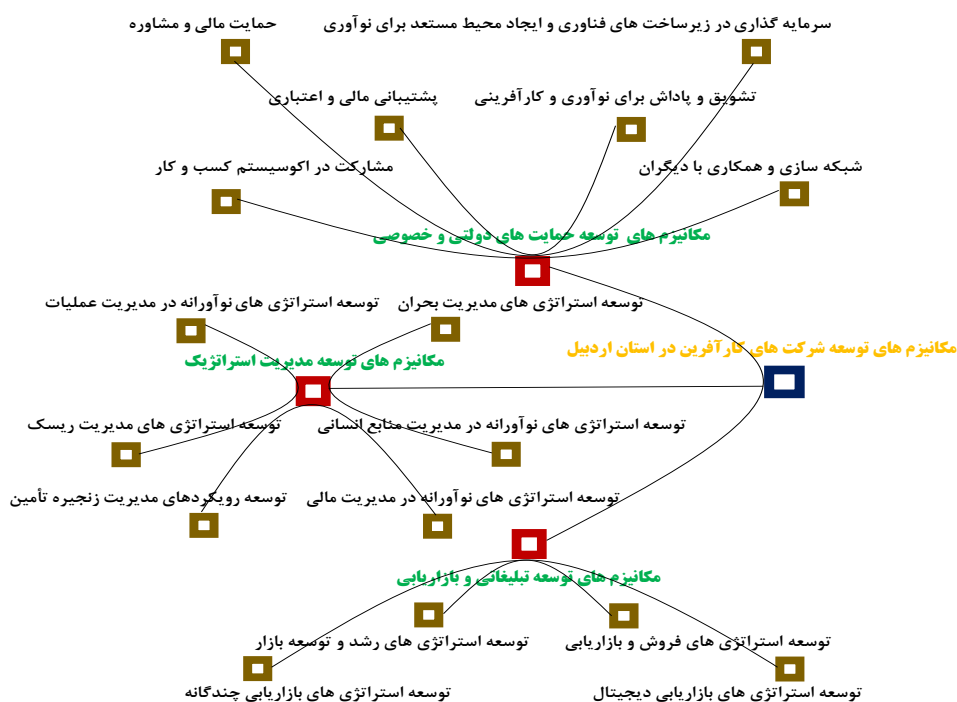 سرمایه گذاری در زیرساخت های فناوری و ایجاد محیط مستعد برای نوآوری
حمایت مالی و مشاوره
تشویق و پاداش برای نوآوری و کارآفرینی
پشتیبانی مالی و اعتباری
شبکه سازی و همکاری با دیگران
مشارکت در اکوسیستم کسب و کار
مکانیزم های توسعه حمایت های دولتی و خصوصی
توسعه استراتژی های مدیریت بحران
توسعه استراتژی های نوآورانه در مدیریت عملیات
مکانیزم های توسعه شرکت های کارآفرین در استان اردبیل
مکانیزم های توسعه مدیریت استراتژیک
توسعه استراتژی های نوآورانه در مدیریت منابع انسانی
توسعه استراتژی های مدیریت ریسک
توسعه استراتژی های نوآورانه در مدیریت مالی
توسعه رویکردهای مدیریت زنجیره تأمین
مکانیزم های توسعه تبلیغاتی و بازاریابی
توسعه استراتژی های فروش و بازاریابی
توسعه استراتژی های رشد و توسعه بازار
توسعه استراتژی های بازاریابی دیجیتال
توسعه استراتژی های بازاریابی چندگانه